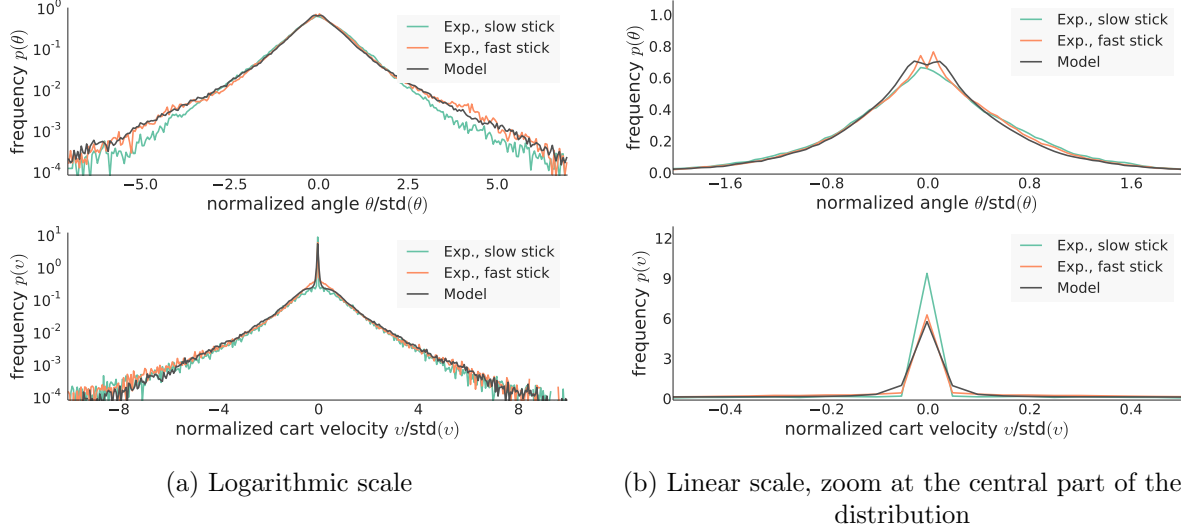 10⁰
10⁻¹
10⁻²
10⁻³
10⁻⁴
frequency p(θ)
Exp., slow stick
Exp., fast stick
Model
−5.0 −2.5 0.0 2.5 5.0
normalized angle θ/std(θ)
1.0
0.8
0.6
0.4
0.2
0.0
frequency p(θ)
Exp., slow stick
Exp., fast stick
Model
−1.6 −0.8 0.0 0.8 1.6
normalized angle θ/std(θ)
10¹
10⁰
10⁻¹
10⁻²
10⁻³
10⁻⁴
frequency p(υ)
Exp., slow stick
Exp., fast stick
Model
−8 −4 0 4 8
normalized cart velocity υ/std(υ)
12
9
6
3
0
frequency p(υ)
Exp., slow stick
Exp., fast stick
Model
−0.4 −0.2 0.0 0.2 0.4
normalized cart velocity υ/std(υ)
(a) Logarithmic scale
(b) Linear scale, zoom at the central part of the
distribution